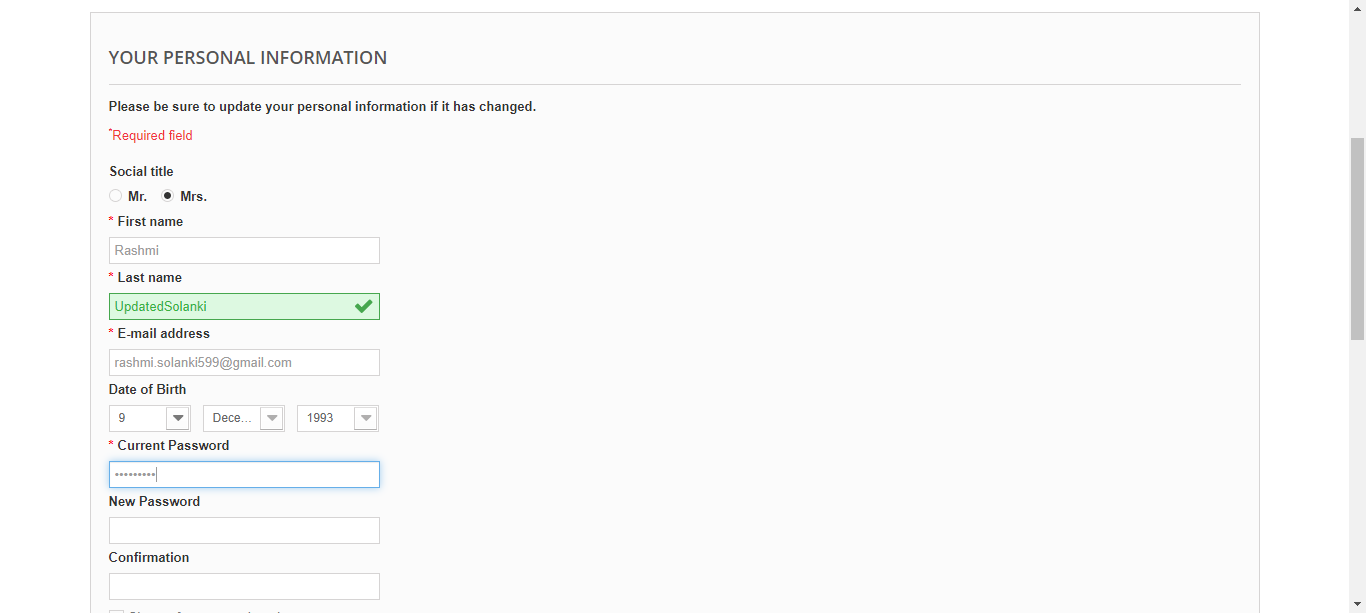 YOUR PERSONAL INFORMATION
Please be sure to update your personal information if it has changed.
*Required field
Social title
Mr. Mrs.
* First name
Rashmi
* Last name
UpdatedSolanki
* E-mail address
rashmi.solanki599@gmail.com
Date of Birth
9 Dece... 1993
* Current Password
•••••••••
New Password
Confirmation